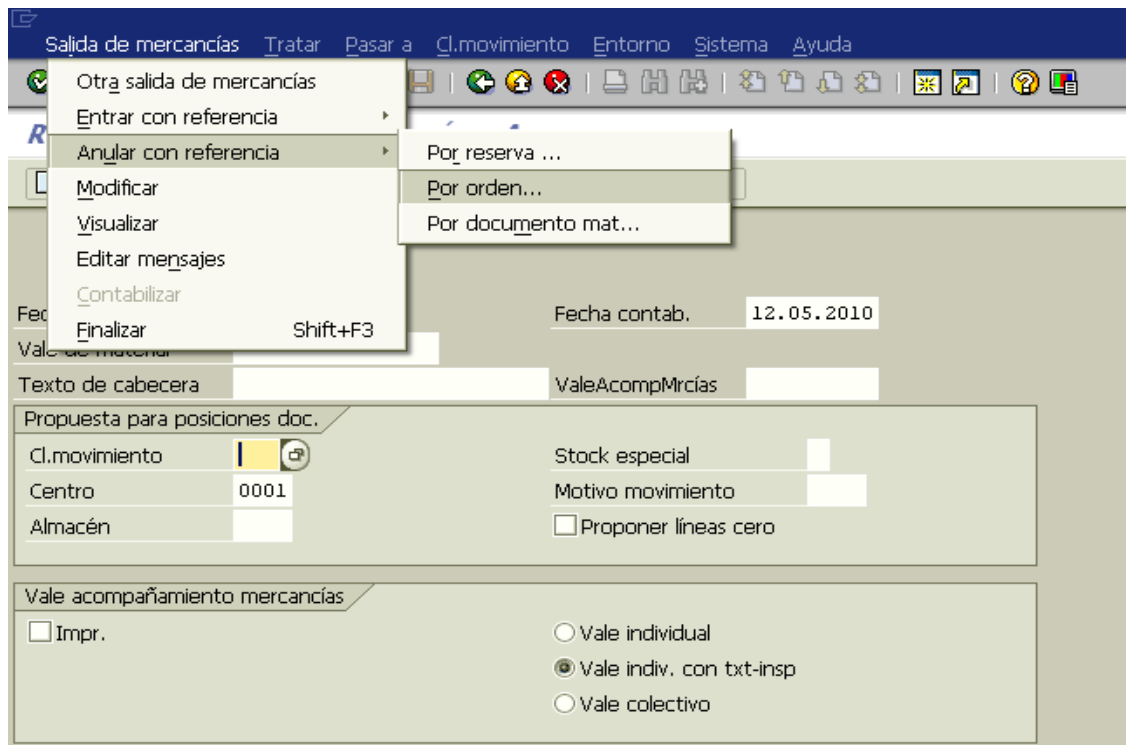 Salida de mercancías Tratar Pasar a Cl.movimiento Entorno Sistema Ayuda
Otra salida de mercancías
Entrar con referencia
Anular con referencia
Por reserva ...
Modificar
Por orden...
Visualizar
Por documento mat...
Editar mensajes
Contabilizar
Finalizar Shift+F3
Fecha contab. 12.05.2010
Vale de material
Texto de cabecera ValeAcompMrcías
Propuesta para posiciones doc.
Cl.movimiento Stock especial
Centro 0001 Motivo movimiento
Almacén Proponer líneas cero
Vale acompañamiento mercancías
Impr. Vale individual
Vale indiv. con txt-insp
Vale colectivo